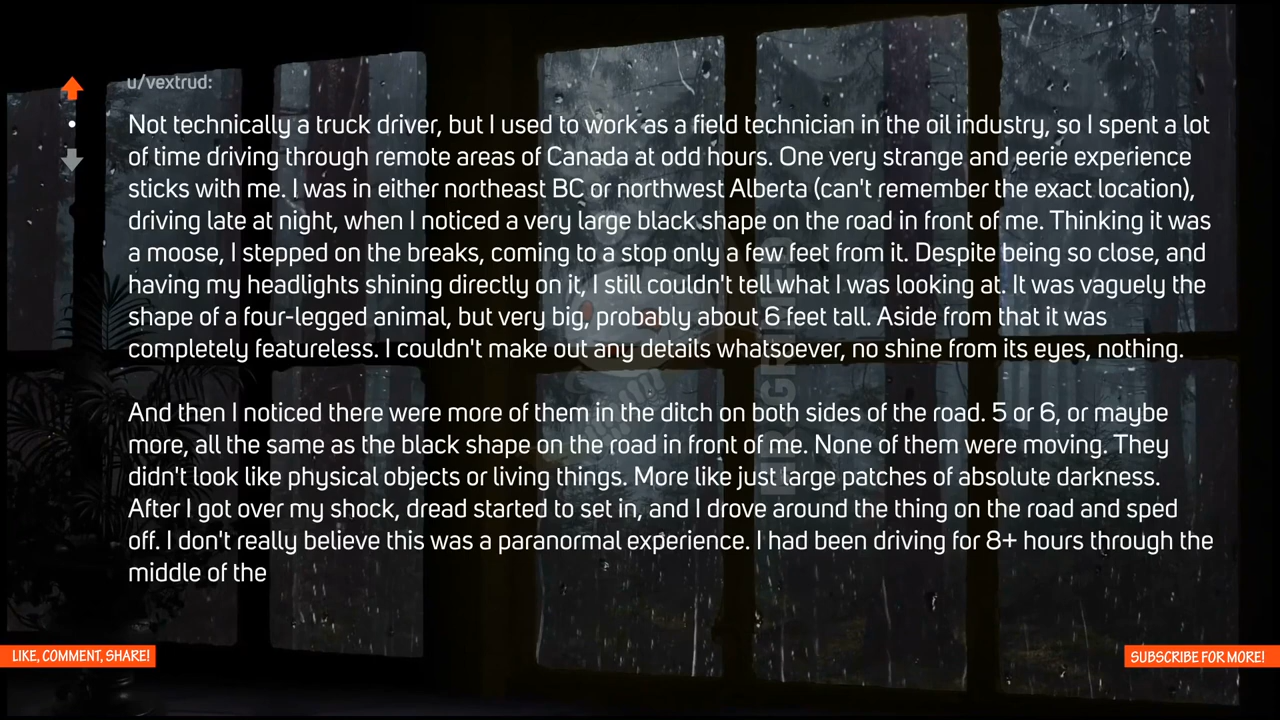 u/vextrud:
Not technically a truck driver, but I used to work as a field technician in the oil industry, so I spent a lot
of time driving through remote areas of Canada at odd hours. One very strange and eerie experience
sticks with me. I was in either northeast BC or northwest Alberta (can't remember the exact location),
driving late at night, when I noticed a very large black shape on the road in front of me. Thinking it was
a moose, I stepped on the breaks, coming to a stop only a few feet from it. Despite being so close, and
having my headlights shining directly on it, I still couldn't tell what I was looking at. It was vaguely the
shape of a four-legged animal, but very big, probably about 6 feet tall. Aside from that it was
completely featureless. I couldn't make out any details whatsoever, no shine from its eyes, nothing.
And then I noticed there were more of them in the ditch on both sides of the road. 5 or 6, or maybe
more, all the same as the black shape on the road in front of me. None of them were moving. They
didn't look like physical objects or living things. More like just large patches of absolute darkness.
After I got over my shock, dread started to set in, and I drove around the thing on the road and sped
off. I don't really believe this was a paranormal experience. I had been driving for 8+ hours through the
middle of the
LIKE, COMMENT, SHARE!
SUBSCRIBE FOR MORE!